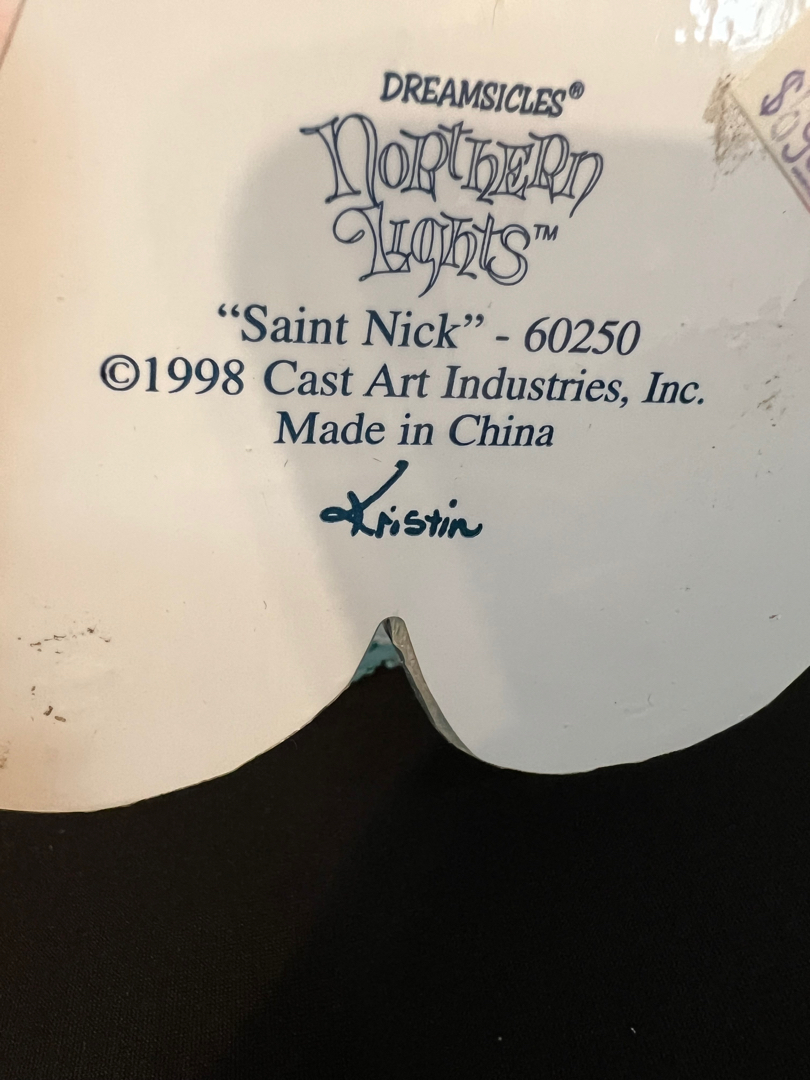 DREAMSICLES®
Northern
Lights™
“Saint Nick” - 60250
©1998 Cast Art Industries, Inc.
Made in China
Kristin
$